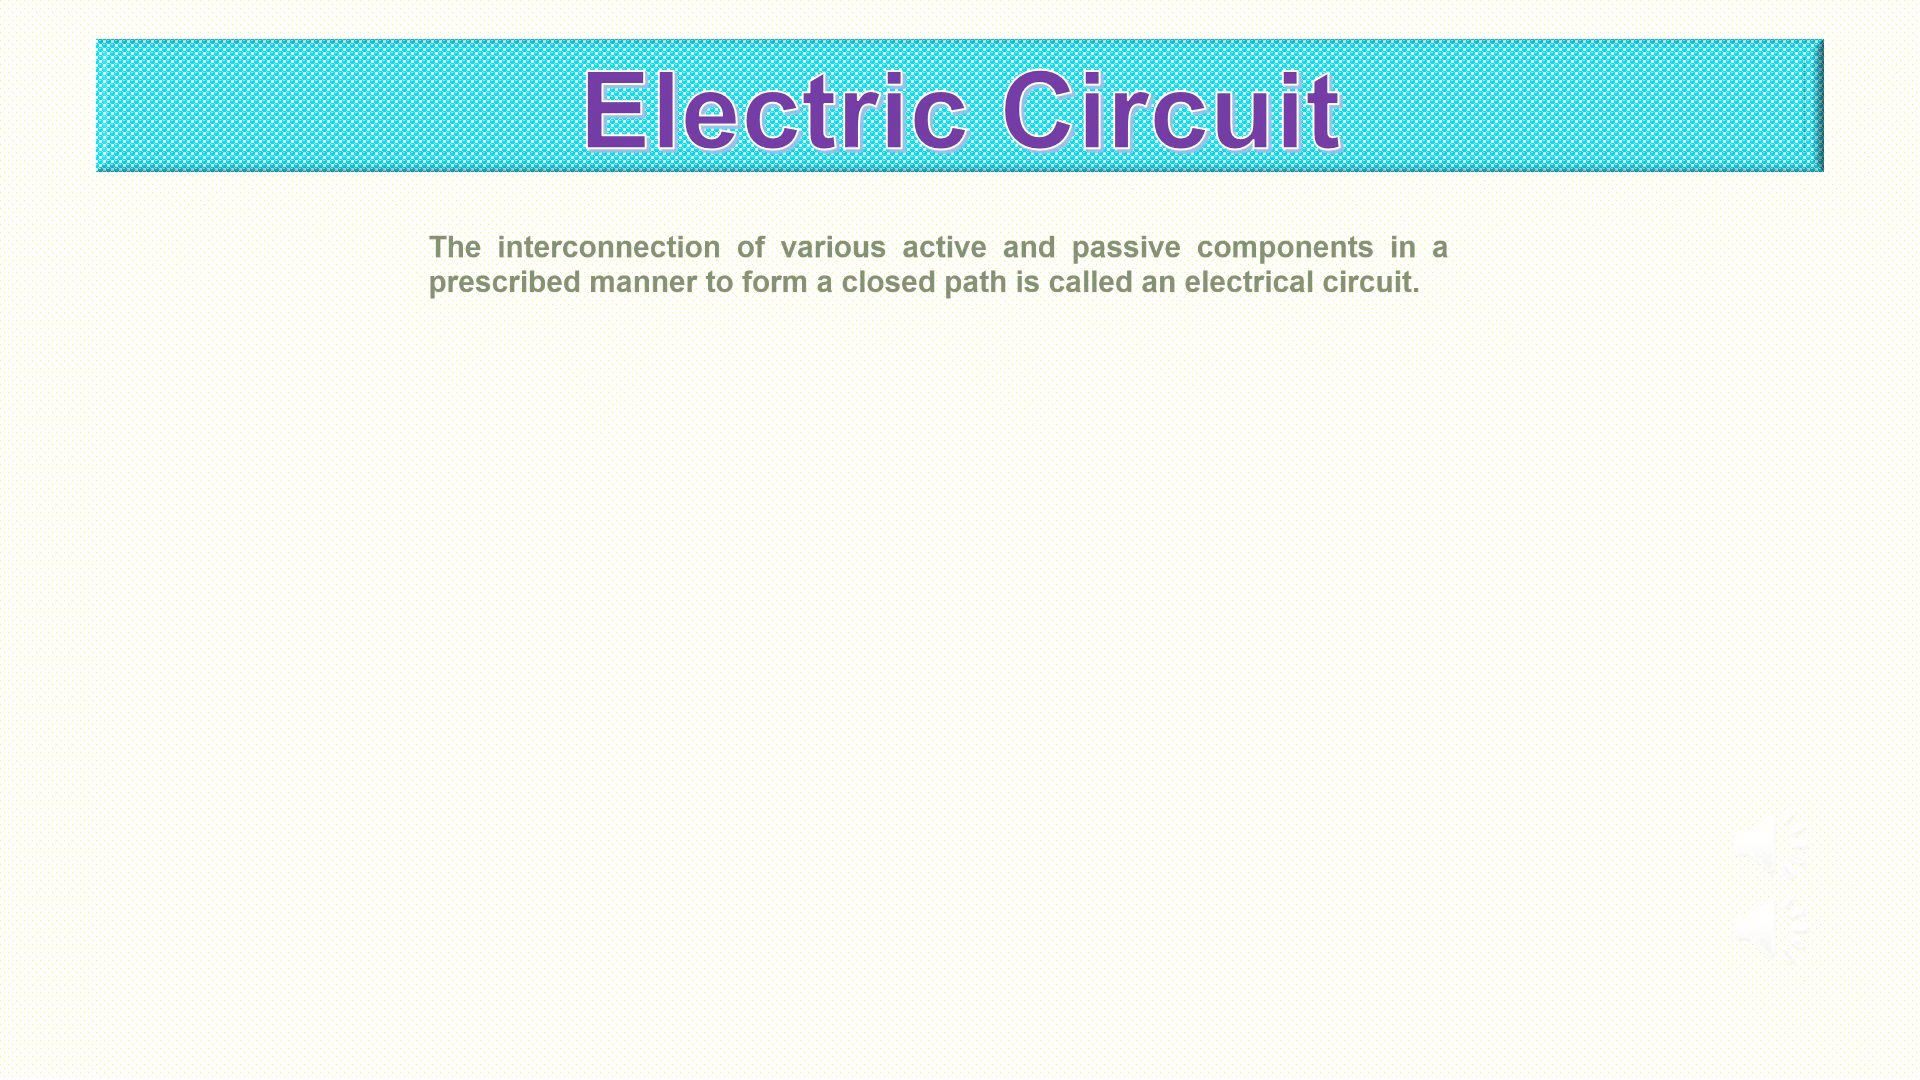 Electric Circuit
The interconnection of various active and passive components in a
prescribed manner to form a closed path is called an electrical circuit.